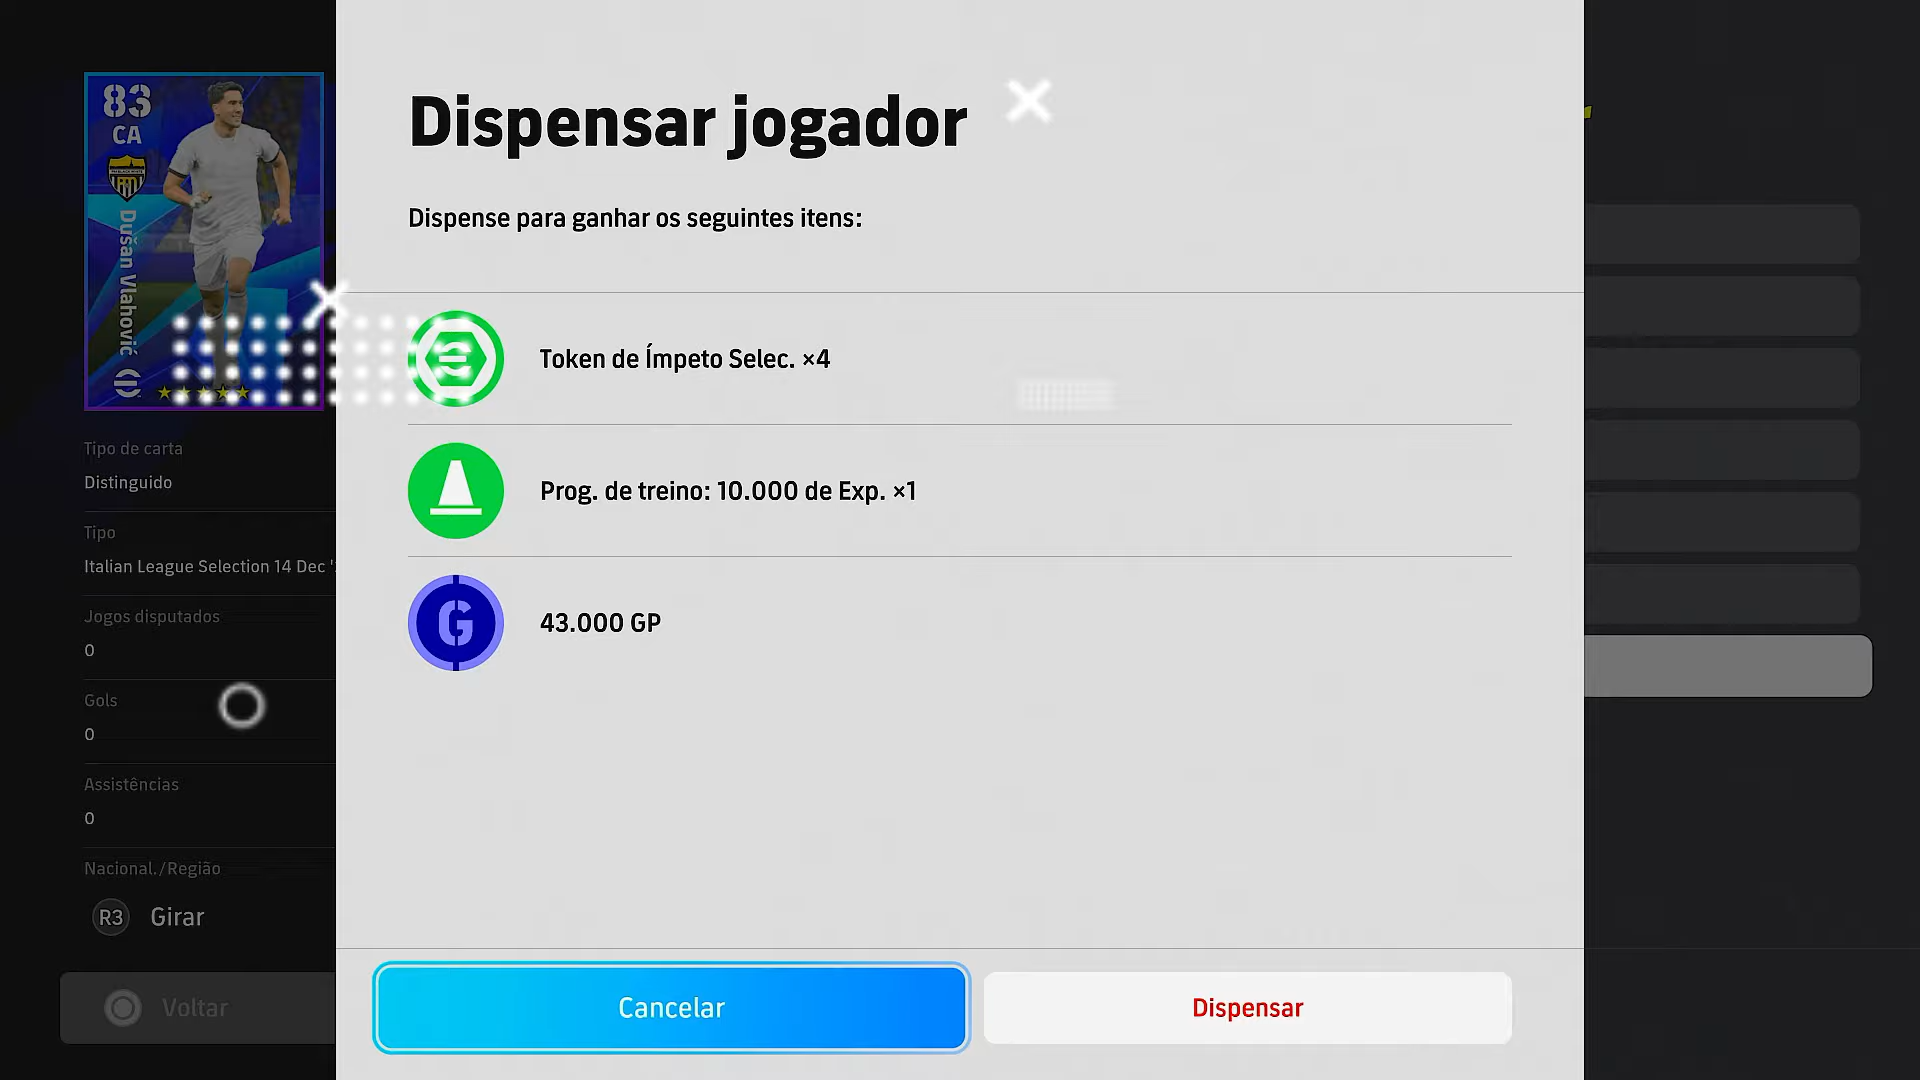 83
CA
Dušan Vlahović
Tipo de carta
Distinguido
Tipo
Italian League Selection 14 Dec '
Jogos disputados
0
Gols
0
Assistências
0
Nacional./Região
R3 Girar
Voltar
Dispensar jogador
Dispense para ganhar os seguintes itens:
Token de Ímpeto Selec. ×4
Prog. de treino: 10.000 de Exp. ×1
G 43.000 GP
Cancelar
Dispensar